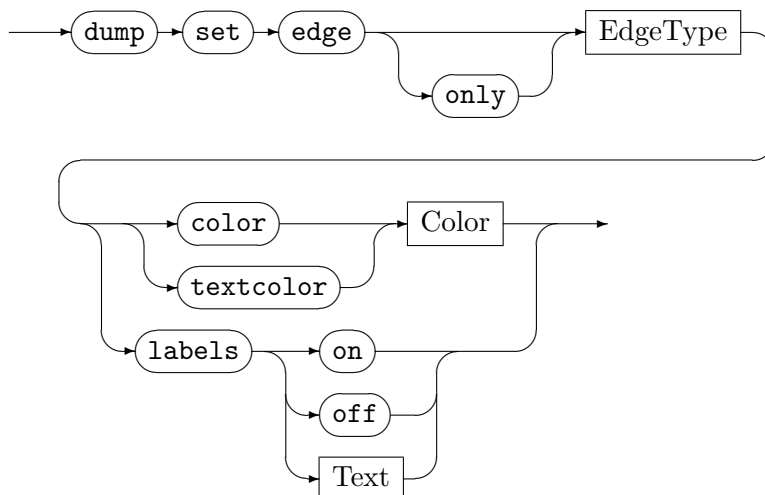 dump set edge EdgeType
only
color Color
textcolor
labels on
off
Text